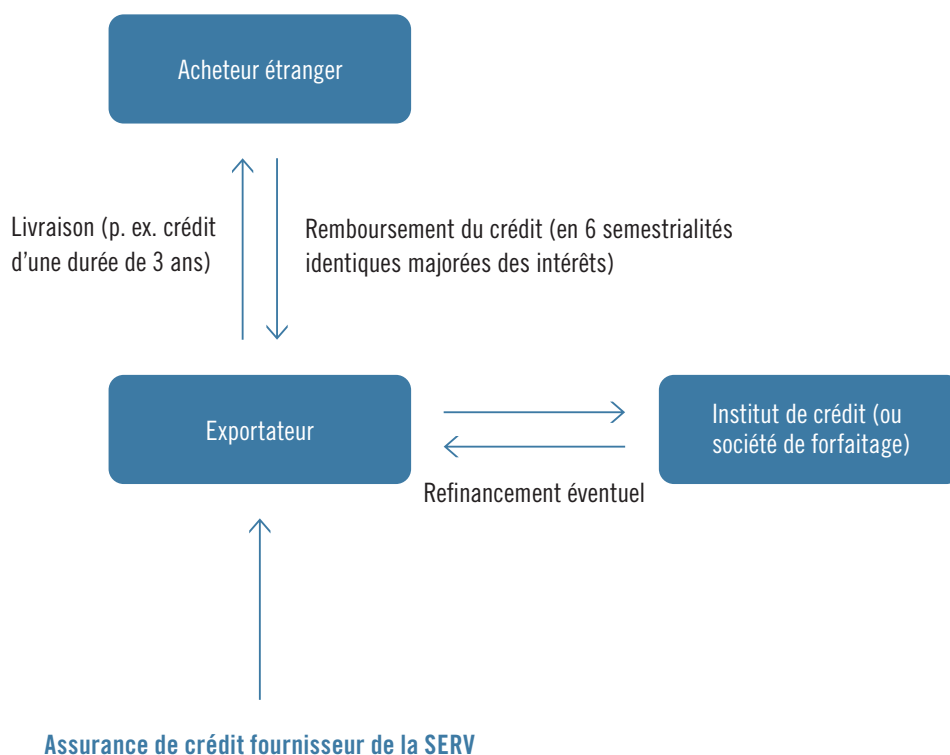 Acheteur étranger
Livraison (p. ex. crédit
d’une durée de 3 ans)
Remboursement du crédit (en 6 semestrialités
identiques majorées des intérêts)
Exportateur
Institut de crédit (ou
société de forfaitage)
Refinancement éventuel
Assurance de crédit fournisseur de la SERV